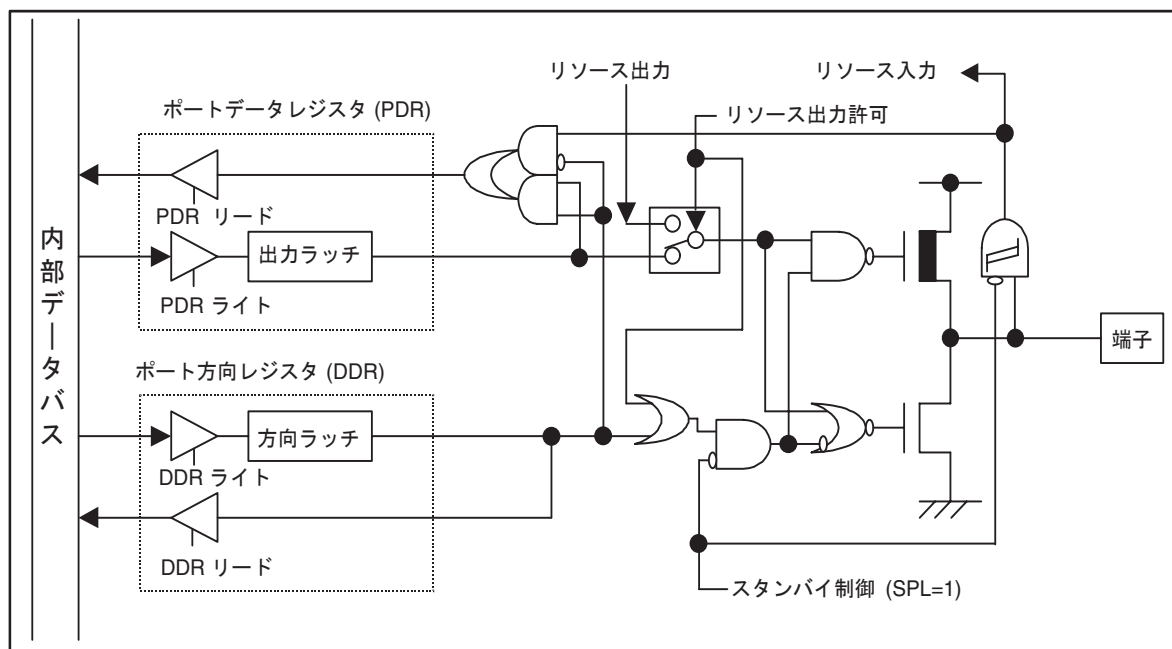 リソース出力
リソース入力
ポートデータレジスタ (PDR)
リソース出力許可
PDR リード
内部データバス
出力ラッチ
PDR ライト
端子
ポート方向レジスタ (DDR)
方向ラッチ
DDR ライト
DDR リード
スタンバイ制御 (SPL=1)